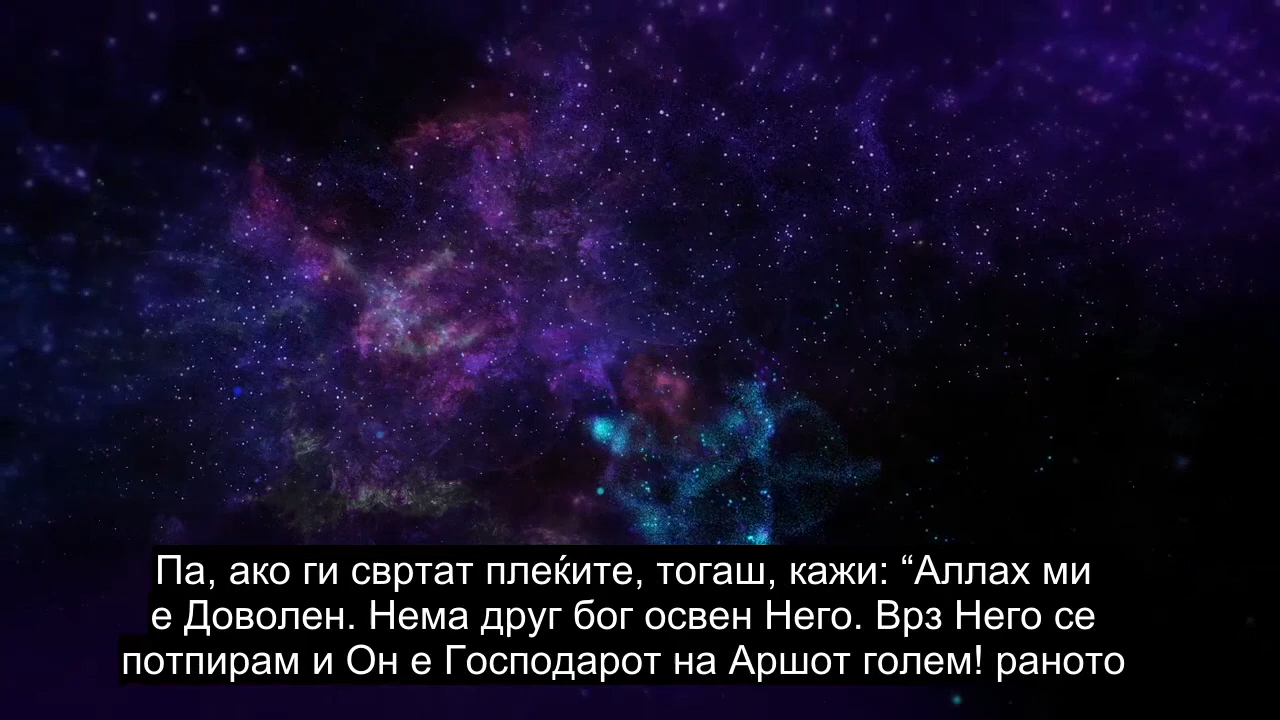 Па, ако ги свртат плеќите, тогаш, кажи: “Аллах ми
е Доволен. Нема друг бог освен Него. Врз Него се
потпирам и Он е Господарот на Аршот голем! раното